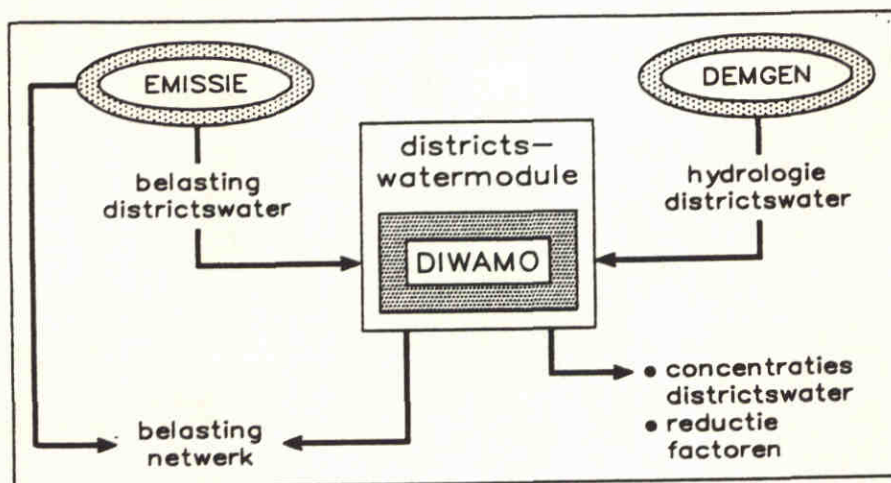 EMISSIE
DEMGEN
belasting
districtswater
districts—
watermodule
DIWAMO
hydrologie
districtswater
• concentraties
districtswater
• reductie
factoren
belasting
netwerk